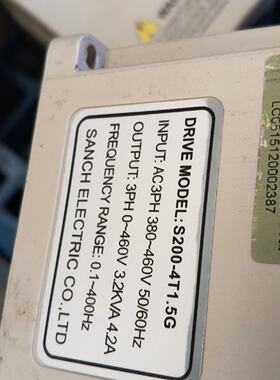 DRIVE MODEL: S200-4T1.5G
INPUT: AC3PH 380~460V 50/60Hz
OUTPUT: 3PH 0~460V 3.2KVA 4.2A
FREQUENCY RANGE: 0.1~400Hz
SANCH ELECTRIC CO.,LTD
LC5515120002387